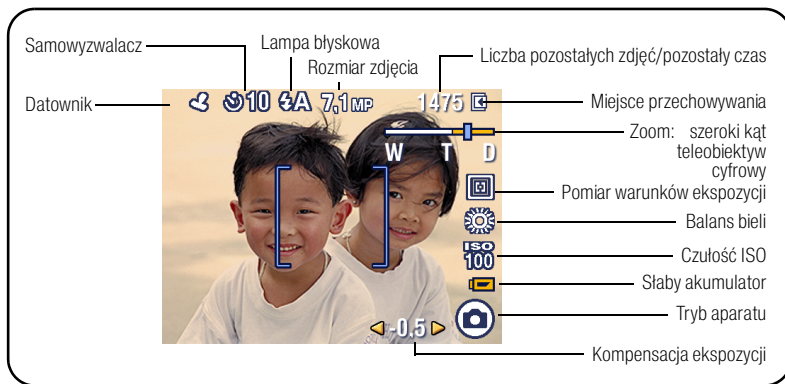 Samowyzwalacz
Lampa błyskowa
Rozmiar zdjęcia
Liczba pozostałych zdjęć/pozostały czas
Datownik
10
A
7,1 MP
1475
Miejsce przechowywania
W T D
Zoom: szeroki kąt
teleobiektyw
cyfrowy
Pomiar warunków ekspozycji
Balans bieli
ISO
100
Czułość ISO
Słaby akumulator
Tryb aparatu
-0.5
Kompensacja ekspozycji